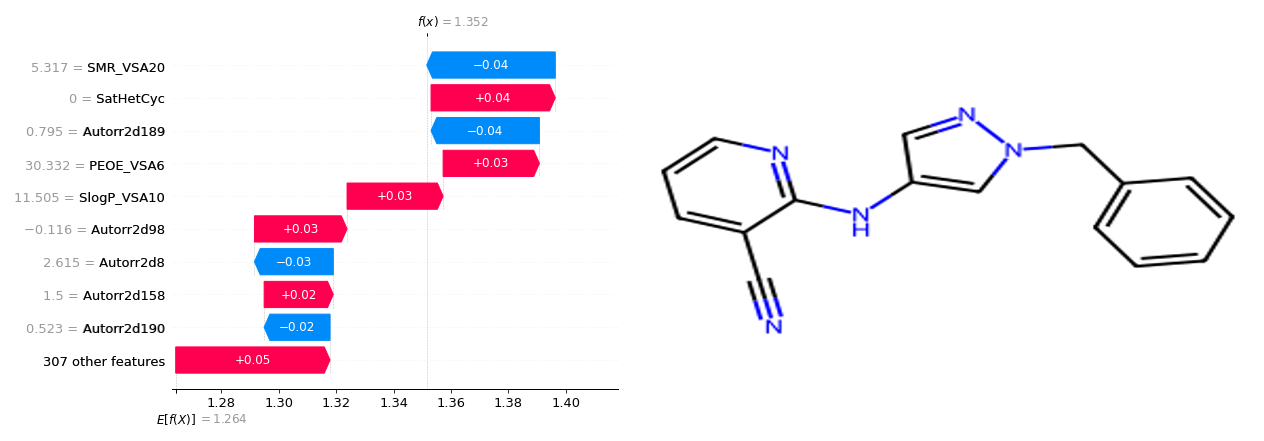 f(x) = 1.352
5.317 = SMR_VSA20
−0.04
0 = SatHetCyc
+0.04
0.795 = Autorr2d189
−0.04
30.332 = PEOE_VSA6
+0.03
11.505 = SlogP_VSA10
+0.03
−0.116 = Autorr2d98
+0.03
2.615 = Autorr2d8
−0.03
1.5 = Autorr2d158
+0.02
0.523 = Autorr2d190
−0.02
307 other features
+0.05
1.28 1.30 1.32 1.34 1.36 1.38 1.40
E[f(X)] = 1.264
N
N
N
N
H
N